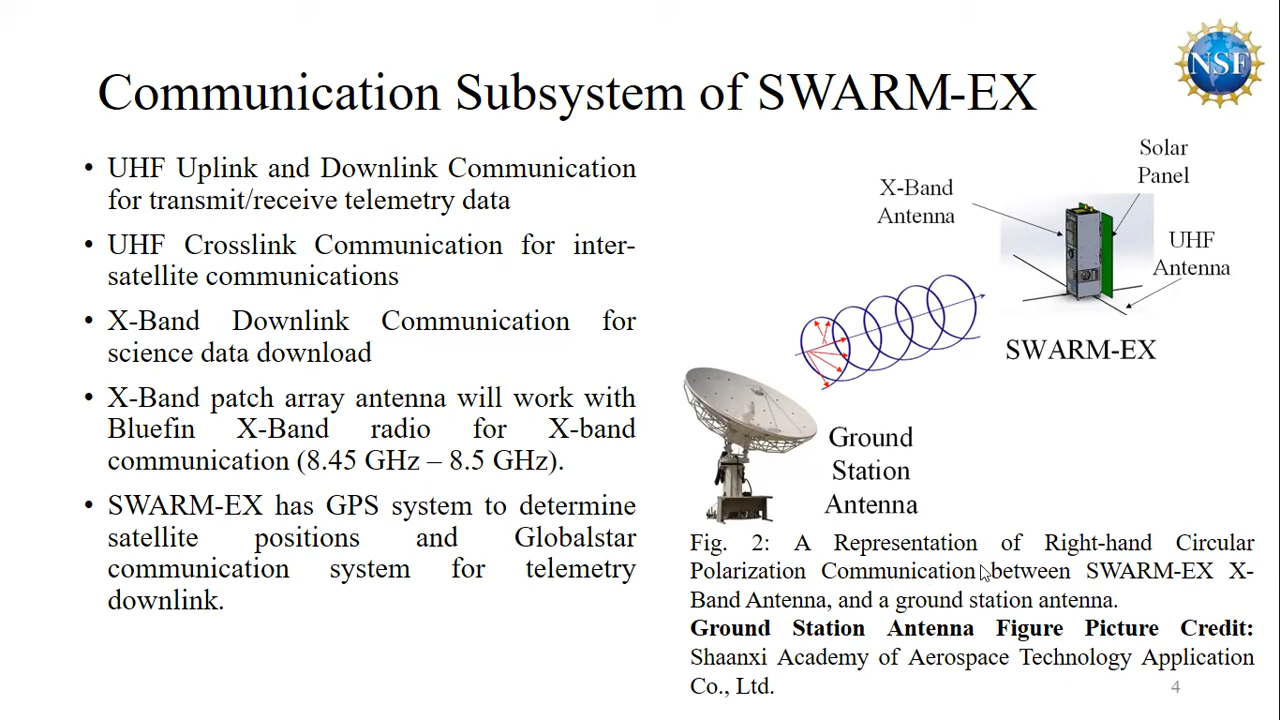 NSF
Communication Subsystem of SWARM-EX
• UHF Uplink and Downlink Communication
for transmit/receive telemetry data
• UHF Crosslink Communication for inter-
satellite communications
• X-Band Downlink Communication for
science data download
• X-Band patch array antenna will work with
Bluefin X-Band radio for X-band
communication (8.45 GHz – 8.5 GHz).
• SWARM-EX has GPS system to determine
satellite positions and Globalstar
communication system for telemetry
downlink.
Solar
Panel
X-Band
Antenna
UHF
Antenna
SWARM-EX
Ground
Station
Antenna
Fig. 2: A Representation of Right-hand Circular
Polarization Communication between SWARM-EX X-
Band Antenna, and a ground station antenna.
Ground Station Antenna Figure Picture Credit:
Shaanxi Academy of Aerospace Technology Application
Co., Ltd.
4